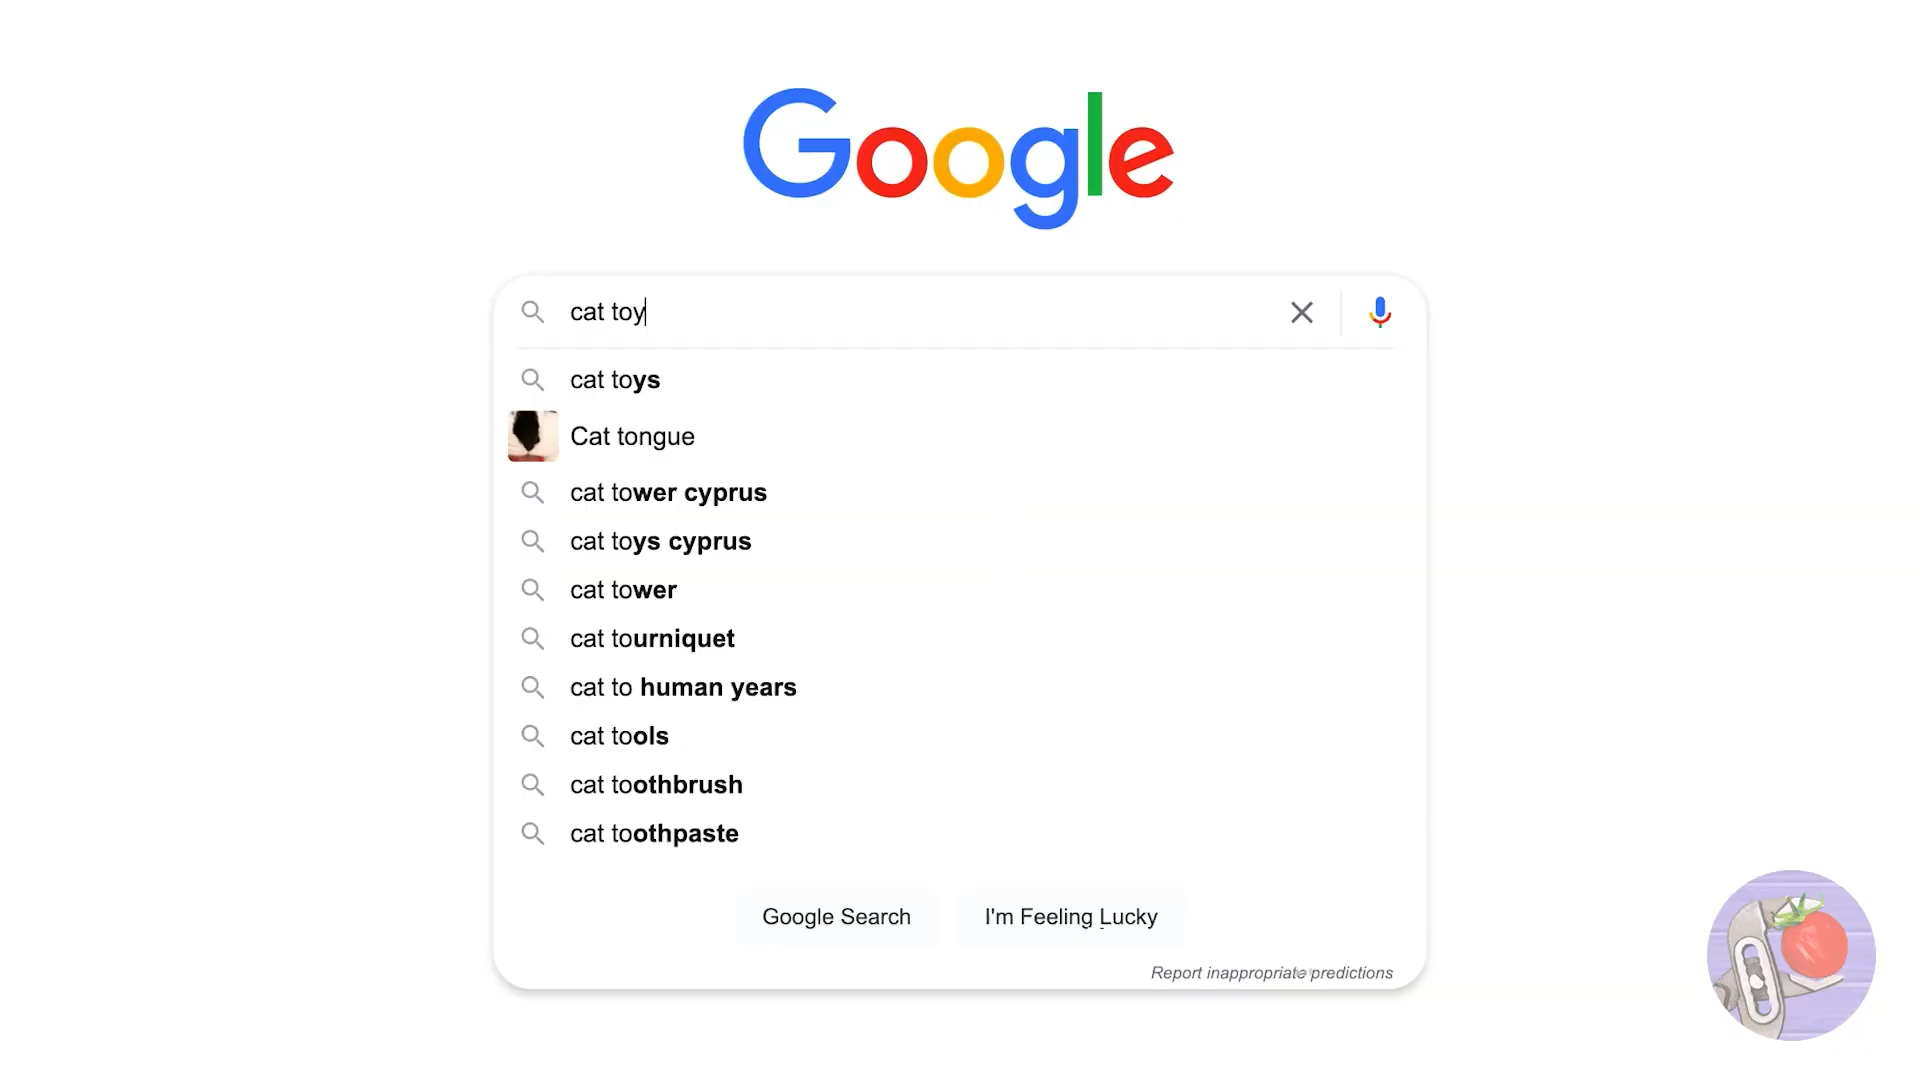 Google
cat toy
cat toys
Cat tongue
cat tower cyprus
cat toys cyprus
cat tower
cat tourniquet
cat to human years
cat tools
cat toothbrush
cat toothpaste
Google Search
I'm Feeling Lucky
Report inappropriate predictions